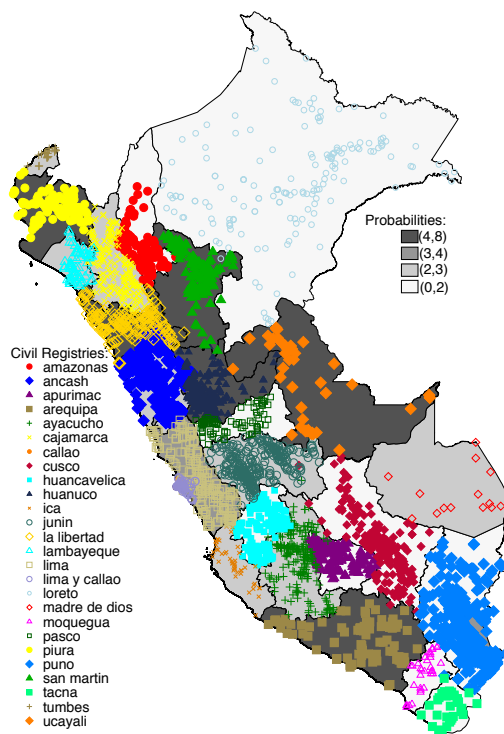 Probabilities:
(4,8)
(3,4)
(2,3)
(0,2)
Civil Registries:
amazonas
ancash
apurimac
arequipa
ayacucho
cajamarca
callao
cusco
huancavelica
huanuco
ica
junin
la libertad
lambayeque
lima
lima y callao
loreto
madre de dios
moquegua
pasco
piura
puno
san martin
tacna
tumbes
ucayali